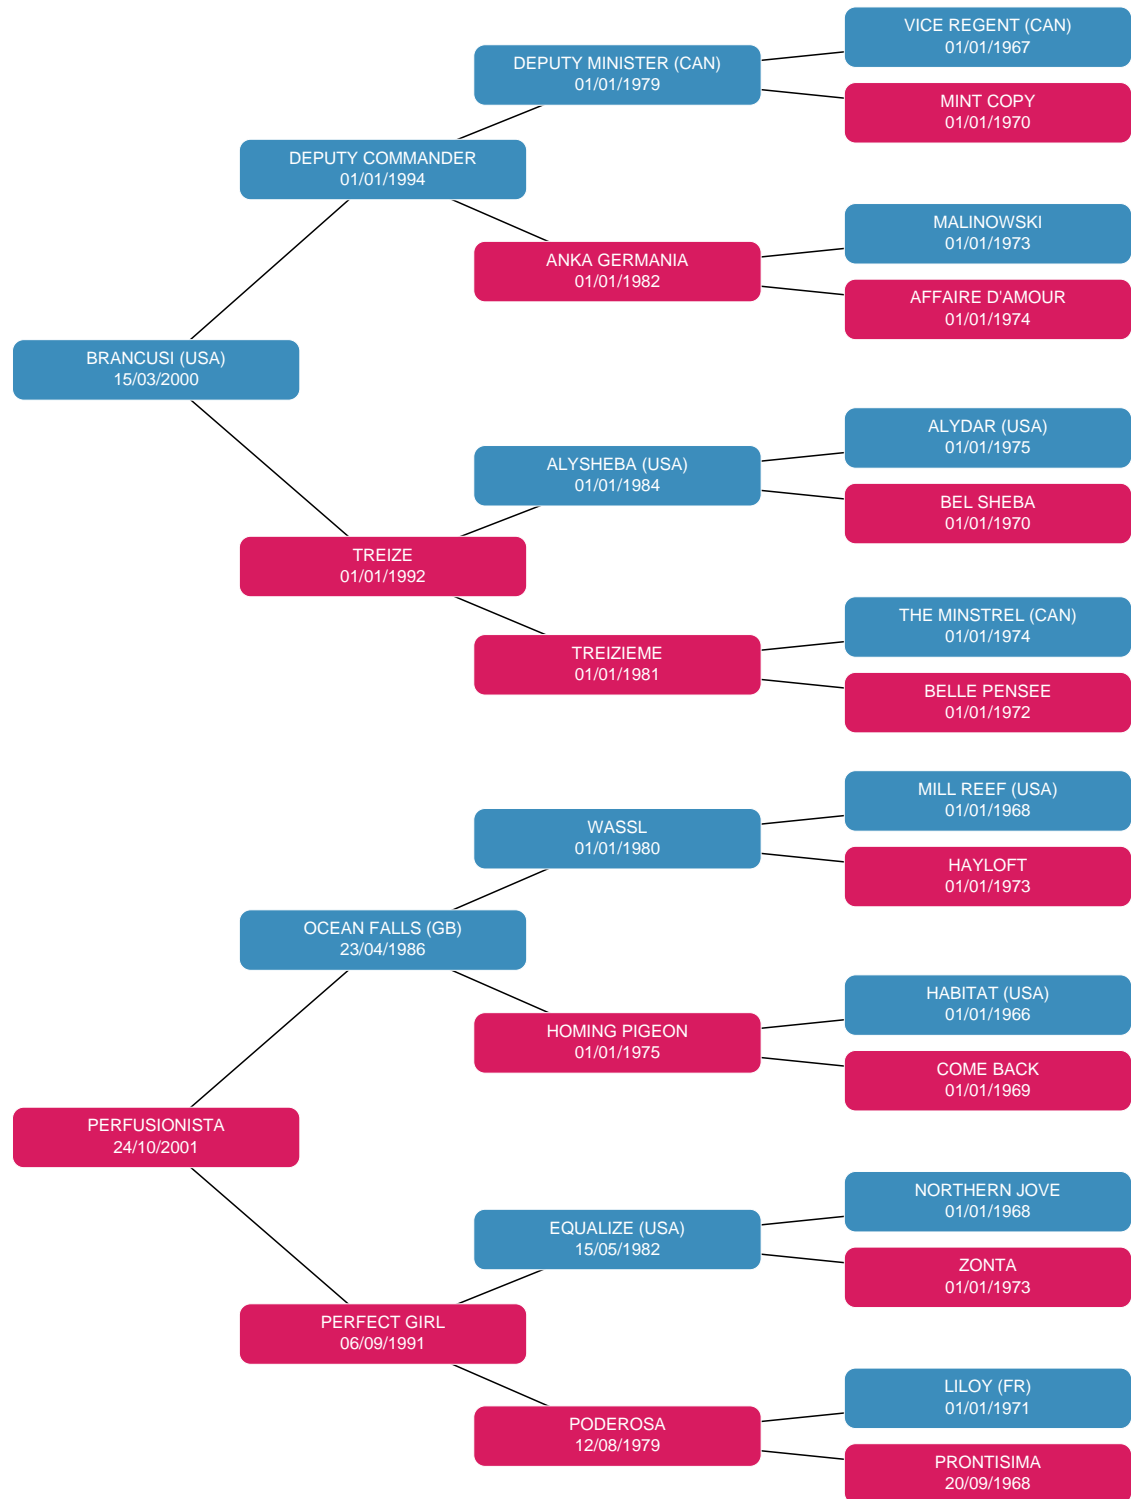 VICE REGENT (CAN)
01/01/1967
DEPUTY MINISTER (CAN)
01/01/1979
MINT COPY
01/01/1970
DEPUTY COMMANDER
01/01/1994
MALINOWSKI
01/01/1973
ANKA GERMANIA
01/01/1982
AFFAIRE D'AMOUR
01/01/1974
BRANCUSI (USA)
15/03/2000
ALYDAR (USA)
01/01/1975
ALYSHEBA (USA)
01/01/1984
BEL SHEBA
01/01/1970
TREIZE
01/01/1992
THE MINSTREL (CAN)
01/01/1974
TREIZIEME
01/01/1981
BELLE PENSEE
01/01/1972
MILL REEF (USA)
01/01/1968
WASSL
01/01/1980
HAYLOFT
01/01/1973
OCEAN FALLS (GB)
23/04/1986
HABITAT (USA)
01/01/1966
HOMING PIGEON
01/01/1975
COME BACK
01/01/1969
PERFUSIONISTA
24/10/2001
NORTHERN JOVE
01/01/1968
EQUALIZE (USA)
15/05/1982
ZONTA
01/01/1973
PERFECT GIRL
06/09/1991
LILOY (FR)
01/01/1971
PODEROSA
12/08/1979
PRONTISIMA
20/09/1968